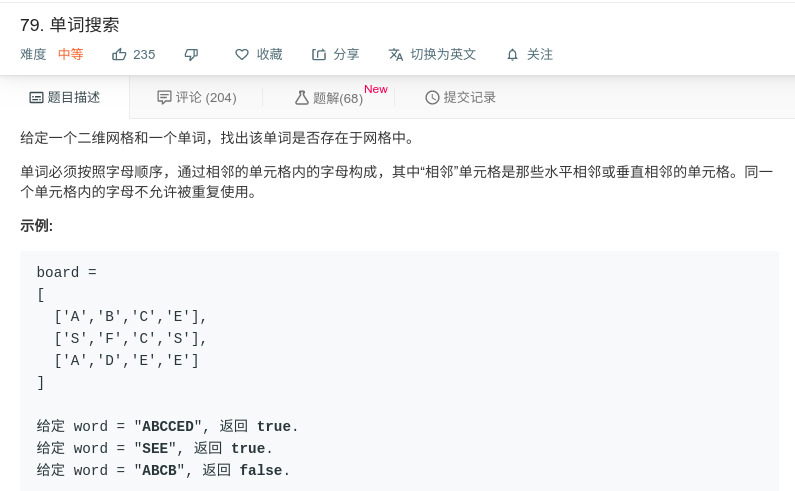 79. 单词搜索
难度 中等 235 收藏 分享 切换为英文 关注
题目描述 评论 (204) 题解(68) New 提交记录
给定一个二维网格和一个单词，找出该单词是否存在于网格中。
单词必须按照字母顺序，通过相邻的单元格内的字母构成，其中“相邻”单元格是那些水平相邻或垂直相邻的单元格。同一
个单元格内的字母不允许被重复使用。
示例:
board =
[
  ['A','B','C','E'],
  ['S','F','C','S'],
  ['A','D','E','E']
]
给定 word = "ABCCED", 返回 true.
给定 word = "SEE", 返回 true.
给定 word = "ABCB", 返回 false.